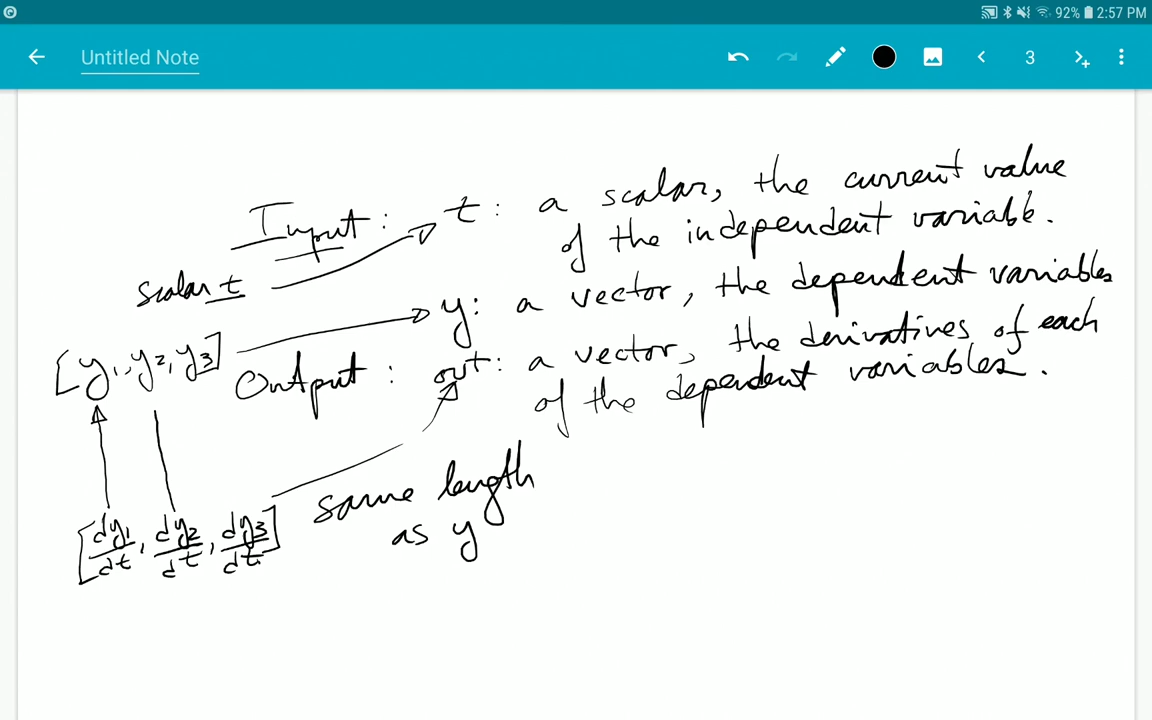 92% 2:57 PM
Untitled Note
3
Input: t: a scalar, the current value
of the independent variable.
scalar t
y: a vector, the dependent variables
[y1, y2, y3]
Output: out: a vector, the derivatives of each
of the dependent variables.
same length
as y
[dy1/dt, dy2/dt, dy3/dt]